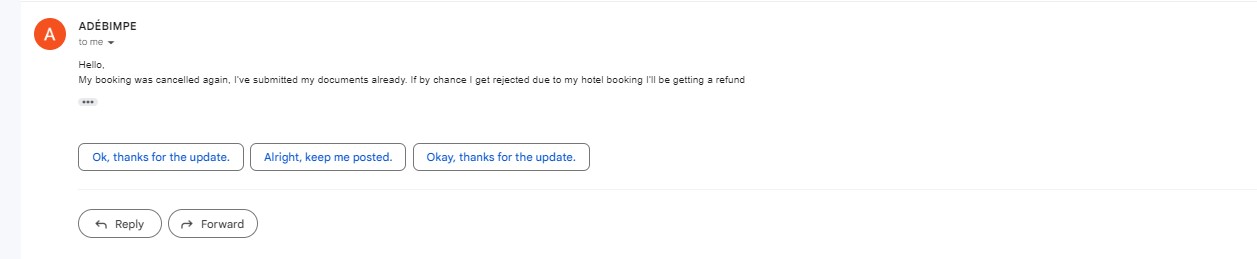 A
ADÉBIMPE
to me
Hello,
My booking was cancelled again, I've submitted my documents already. If by chance I get rejected due to my hotel booking I'll be getting a refund
•••
Ok, thanks for the update. Alright, keep me posted. Okay, thanks for the update.
Reply Forward